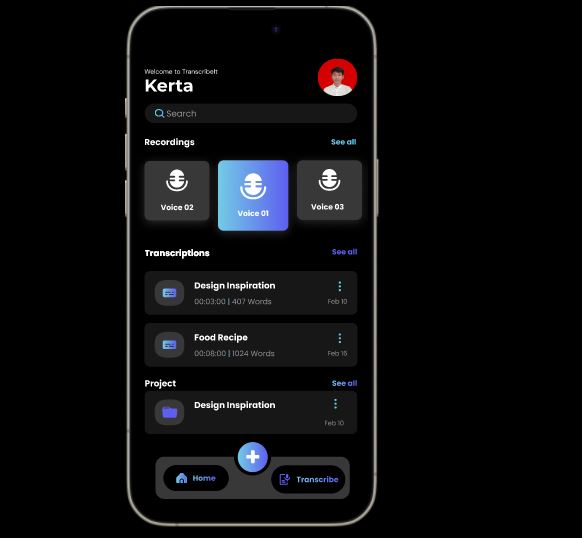 Welcome to TranscribeIt
Kerta
Search
Recordings See all
Voice 02
Voice 01
Voice 03
Transcriptions See all
Design Inspiration
00:03:00 | 407 Words Feb 10
Food Recipe
00:08:00 | 1024 Words Feb 16
Project See all
Design Inspiration
Feb 10
Home
Transcribe